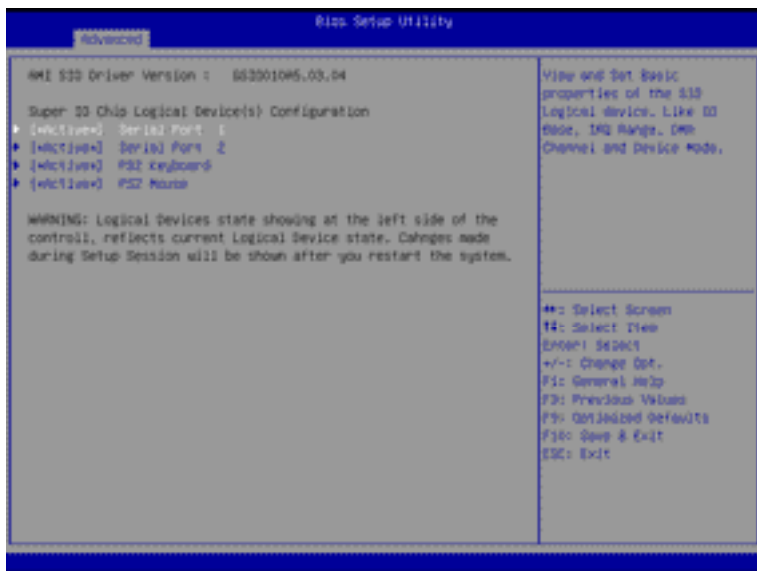 Bios Setup Utility
Advanced
AMI SIO Driver Version :
Super IO Chip Logical Device(s) Configuration
[*Active*] Serial Port 1
[*Active*] Serial Port 2
[*Active*] PS2 Keyboard
[*Active*] PS2 Mouse
WARNING: Logical Devices state showing at the left side of the
controll, reflects current Logical Device state. Cahnges made
during Setup Session will be shown after you restart the system.
View and Set Basic
properties of the SIO
Logical device. Like IO
Base, IRQ Range, DMA
Channel and Device Mode.
: Select Screen
: Select Item
Enter: Select
+/-: Change Opt.
F1: General Help
: Previous Values
F9: Optimized Defaults
F10: Save & Exit
ESC: Exit